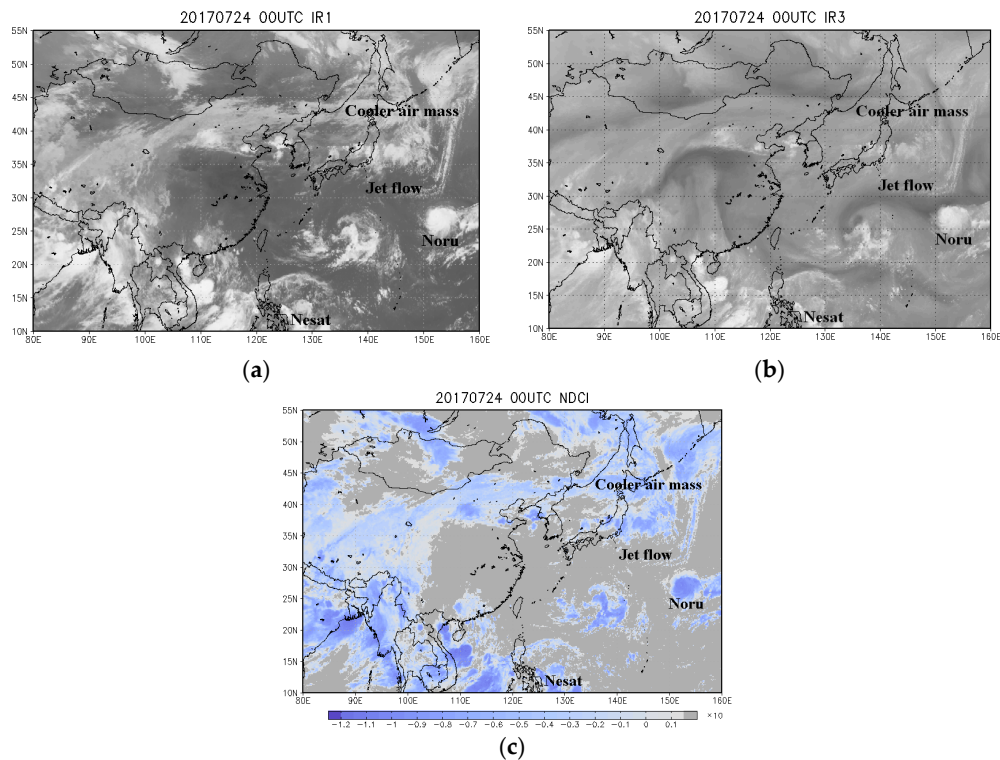 20170724 00UTC IR1
55N
50N
45N
40N
35N
30N
25N
20N
15N
10N
80E 90E 100E 110E 120E 130E 140E 150E 160E
Cooler air mass
Jet flow
Noru
Nesat
(a)
20170724 00UTC IR3
55N
50N
45N
40N
35N
30N
25N
20N
15N
10N
80E 90E 100E 110E 120E 130E 140E 150E 160E
Cooler air mass
Jet flow
Noru
Nesat
(b)
20170724 00UTC NDCI
55N
50N
45N
40N
35N
30N
25N
20N
15N
10N
80E 90E 100E 110E 120E 130E 140E 150E 160E
Cooler air mass
Jet flow
Noru
Nesat
-1.2 -1.1 -1 -0.9 -0.8 -0.7 -0.6 -0.5 -0.4 -0.3 -0.2 -0.1 0 0.1 ×10
(c)